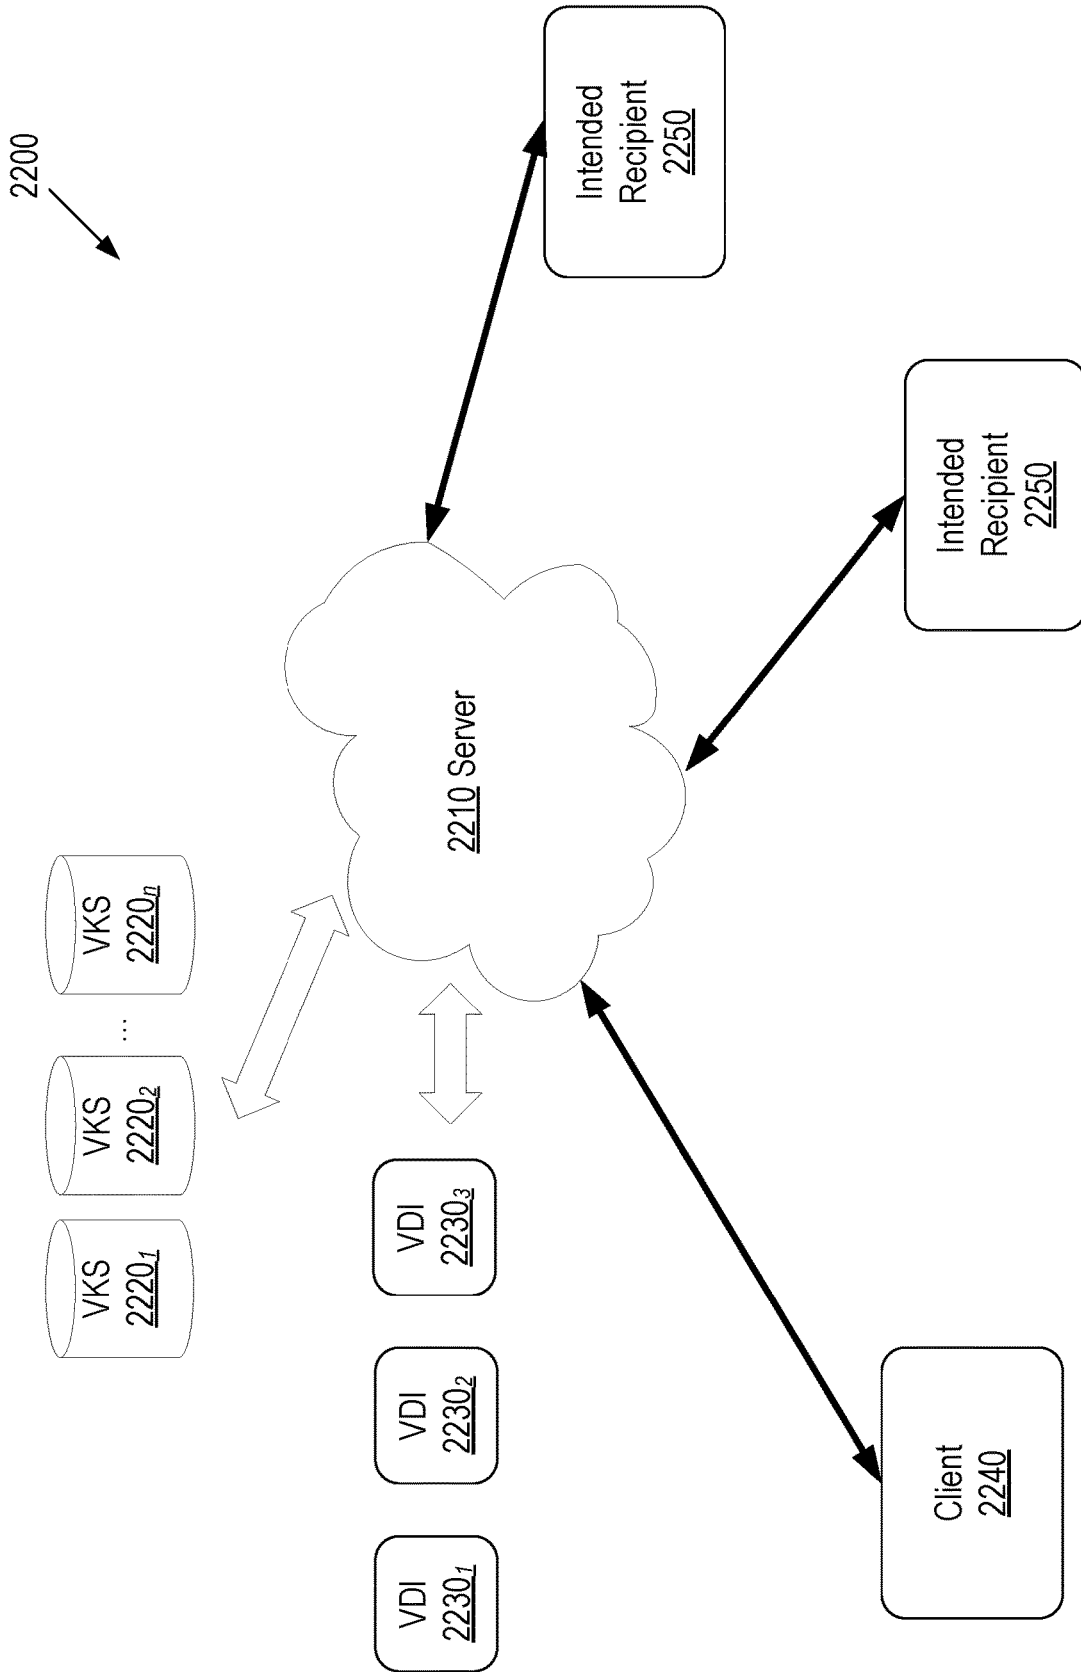 2200
VKS
2220₁
VKS
2220₂
...
VKS
2220ₙ
VDI
2230₁
VDI
2230₂
VDI
2230₃
2210 Server
Intended
Recipient
2250
Client
2240
Intended
Recipient
2250